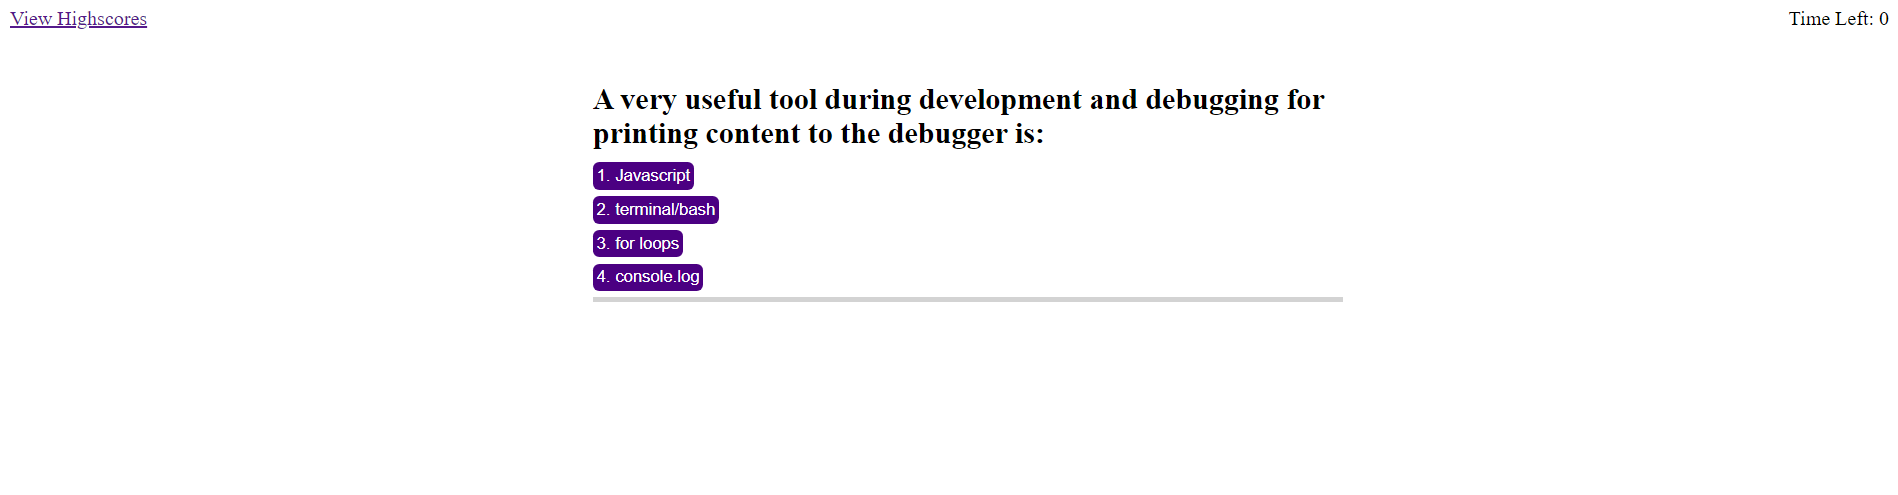 View Highscores
Time Left: 0
A very useful tool during development and debugging for
printing content to the debugger is:
1. Javascript
2. terminal/bash
3. for loops
4. console.log